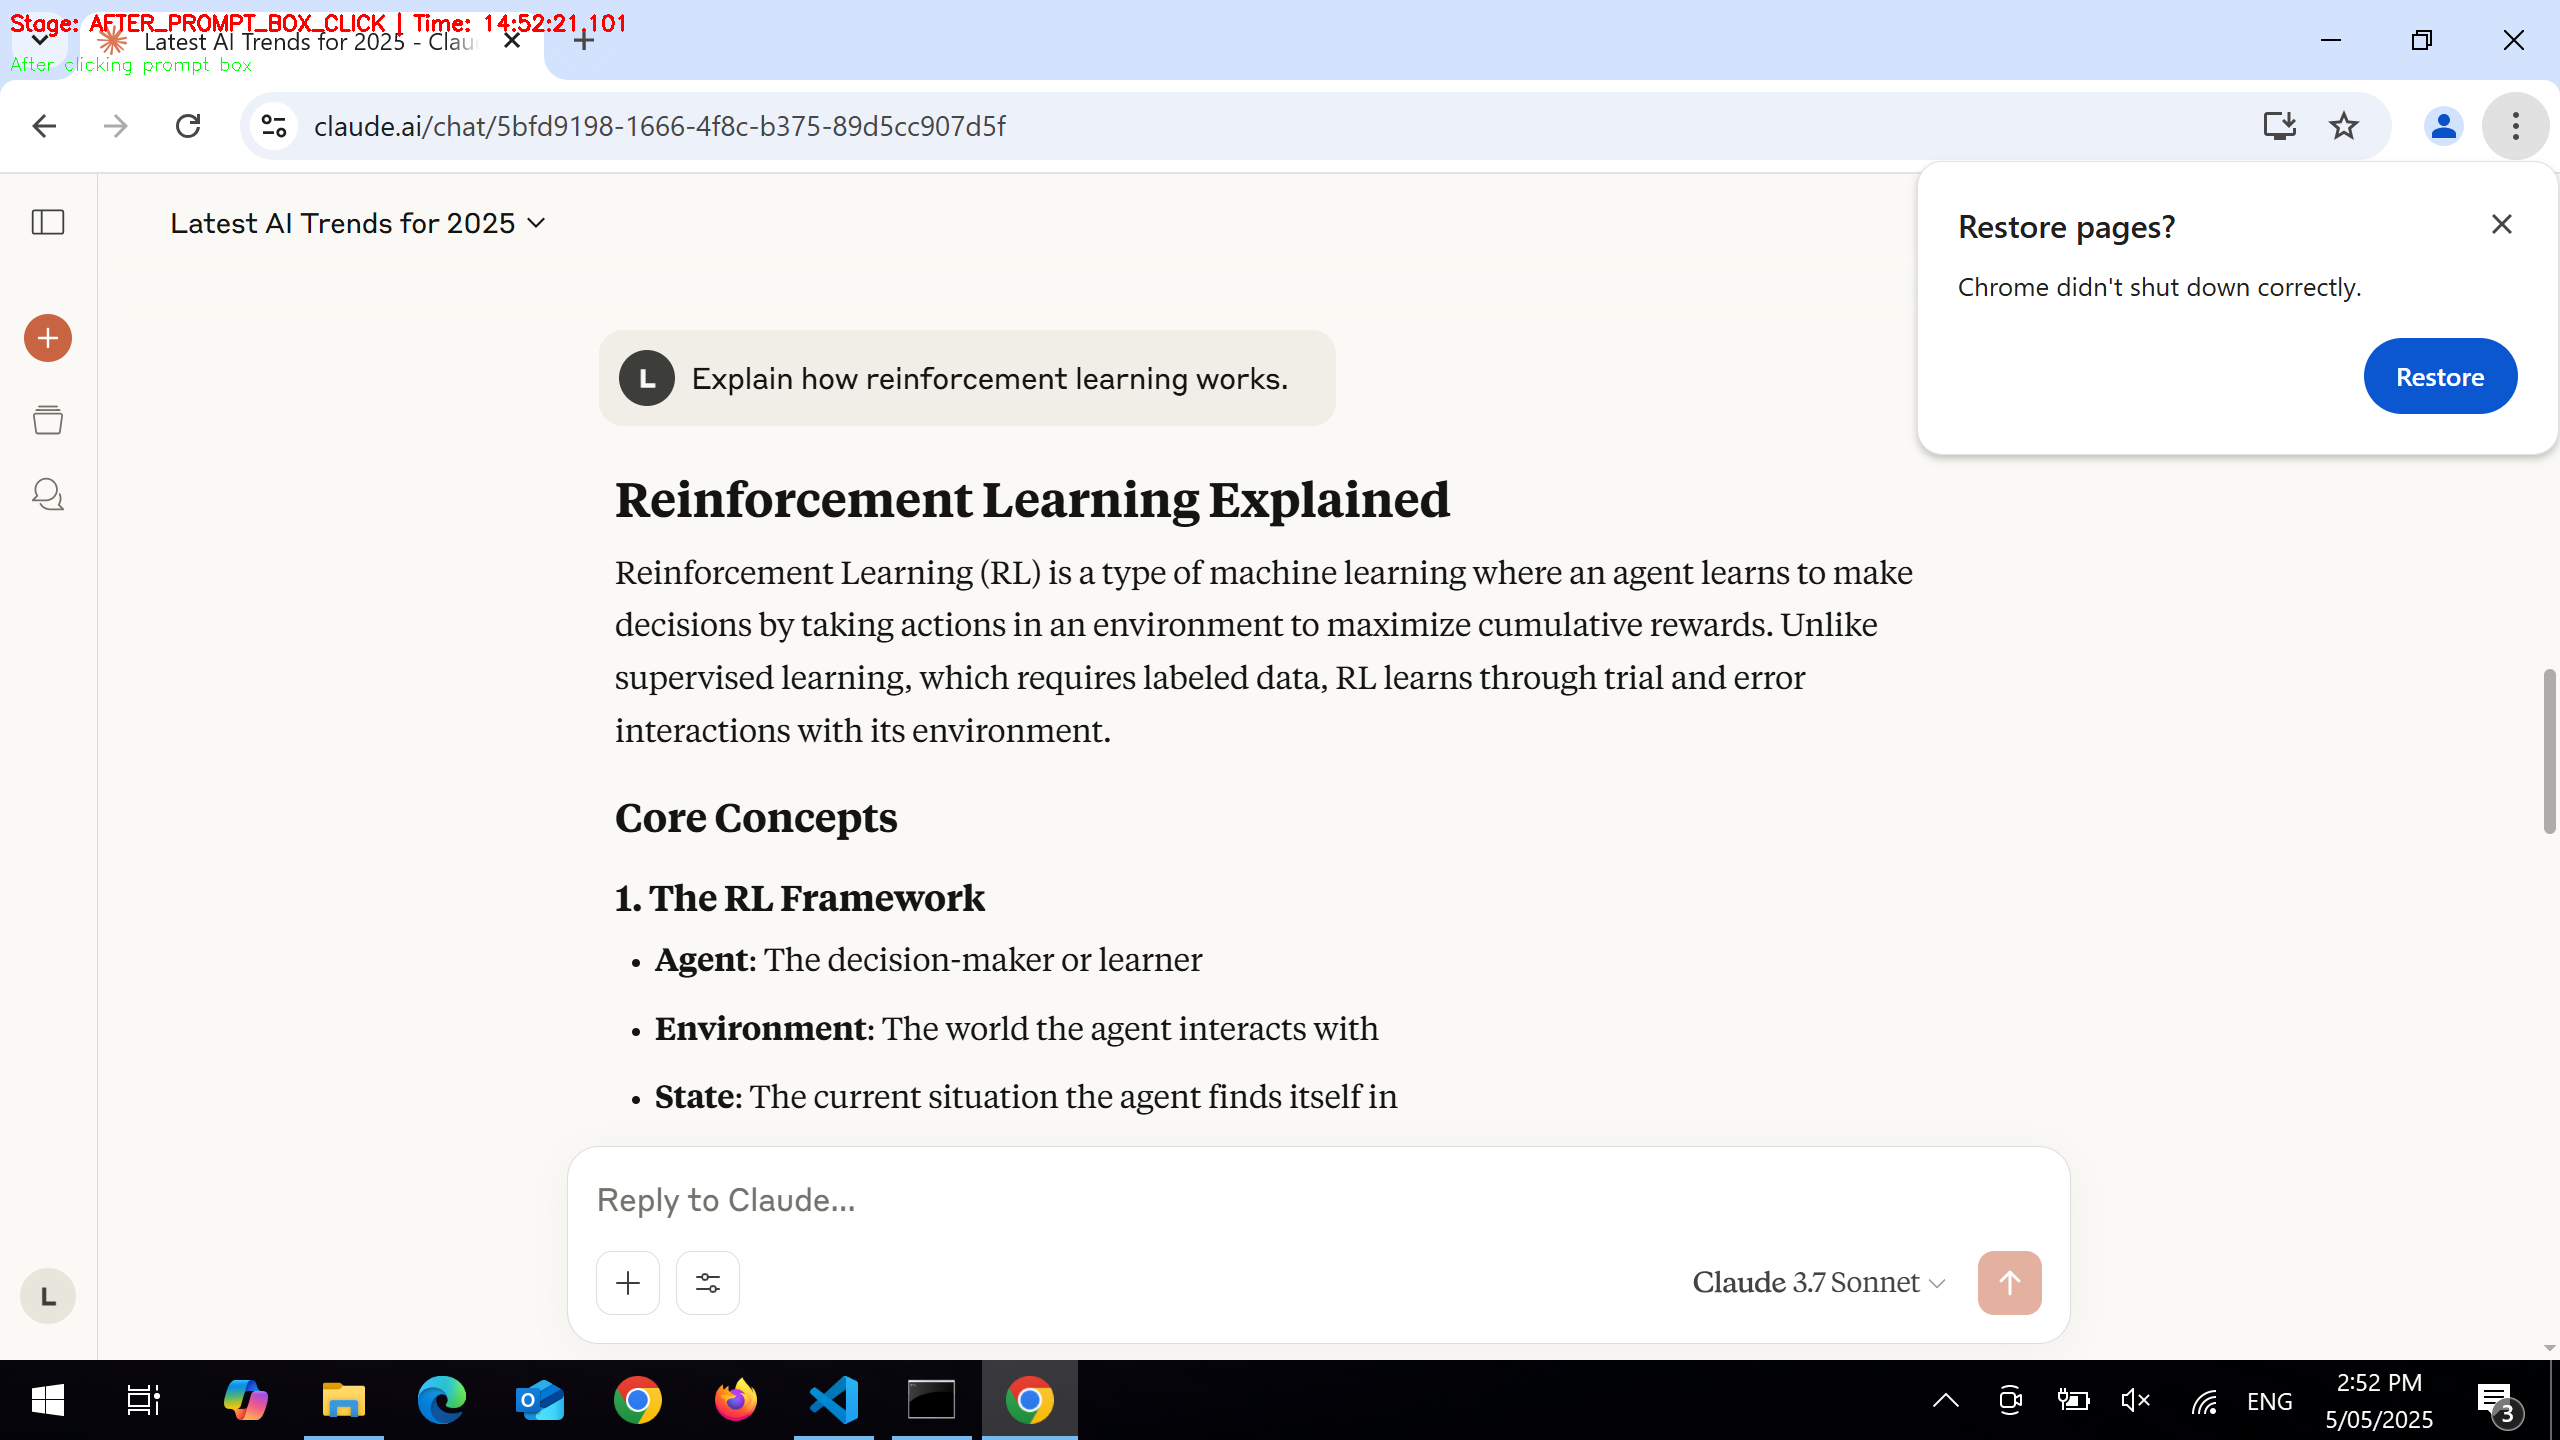 Stage: AFTER_PROMPT_BOX_CLICK | Time: 14:52:21,101
Latest AI Trends for 2025 - Clau
After clicking prompt box
claude.ai/chat/5bfd9198-1666-4f8c-b375-89d5cc907d5f
Latest AI Trends for 2025
Restore pages?
Chrome didn't shut down correctly.
Restore
L
Explain how reinforcement learning works.
Reinforcement Learning Explained
Reinforcement Learning (RL) is a type of machine learning where an agent learns to make
decisions by taking actions in an environment to maximize cumulative rewards. Unlike
supervised learning, which requires labeled data, RL learns through trial and error
interactions with its environment.
Core Concepts
1. The RL Framework
• Agent: The decision-maker or learner
• Environment: The world the agent interacts with
• State: The current situation the agent finds itself in
Reply to Claude...
Claude 3.7 Sonnet
L
ENG
2:52 PM
5/05/2025
3